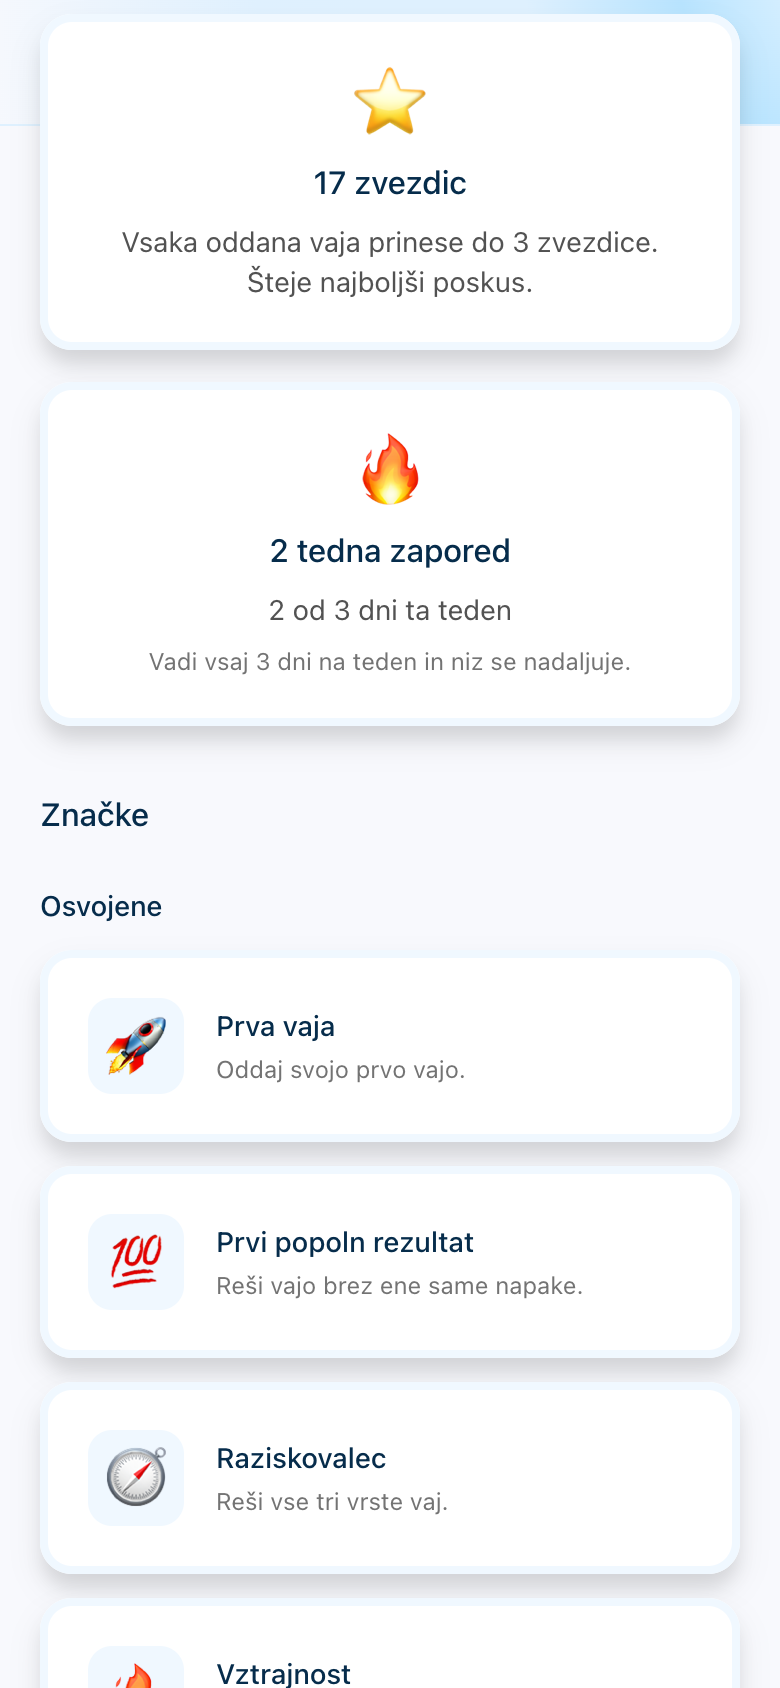 17 zvezdic
Vsaka oddana vaja prinese do 3 zvezdice.
Šteje najboljši poskus.
2 tedna zapored
2 od 3 dni ta teden
Vadi vsaj 3 dni na teden in niz se nadaljuje.
Značke
Osvojene
Prva vaja
Oddaj svojo prvo vajo.
100
Prvi popoln rezultat
Reši vajo brez ene same napake.
Raziskovalec
Reši vse tri vrste vaj.
Vztrajnost